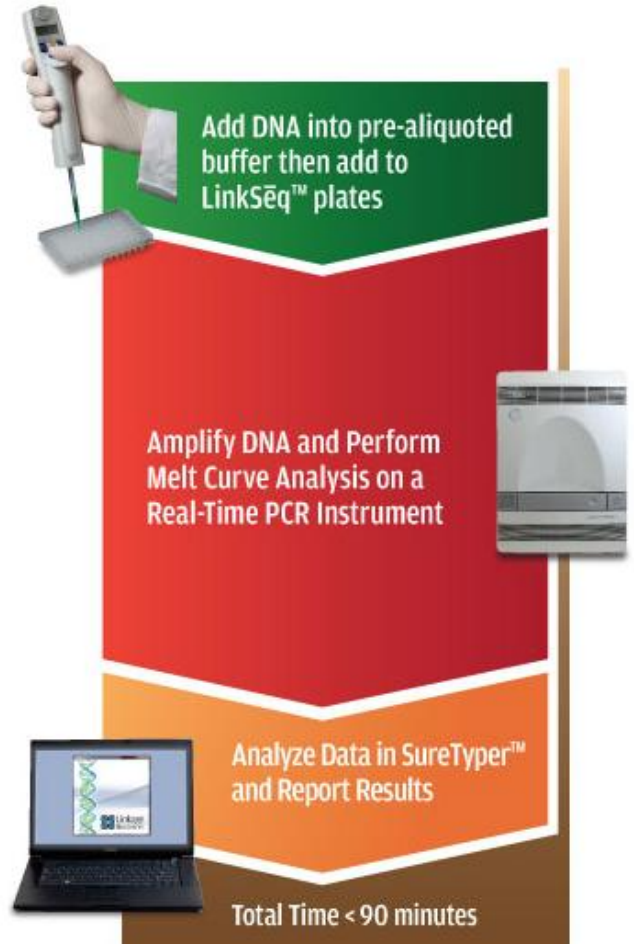 Add DNA into pre-aliquoted
buffer then add to
LinkSēq™ plates
Amplify DNA and Perform
Melt Curve Analysis on a
Real-Time PCR Instrument
Analyze Data in SureTyper™
and Report Results
Total Time < 90 minutes